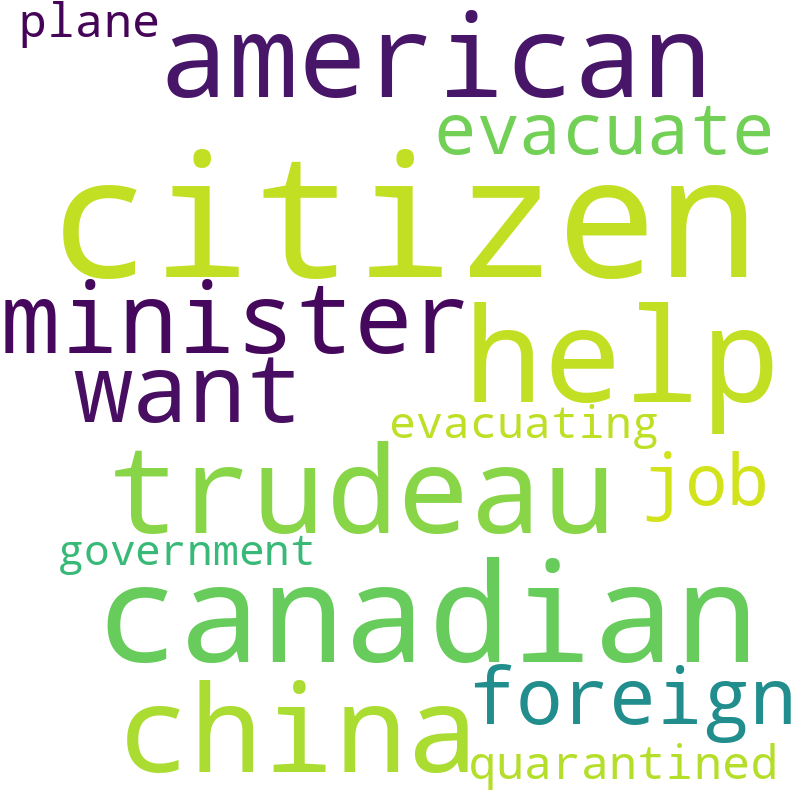 plane
american
evacuate
citizen
minister
help
want
evacuating
trudeau
job
government
canadian
foreign
china
quarantined